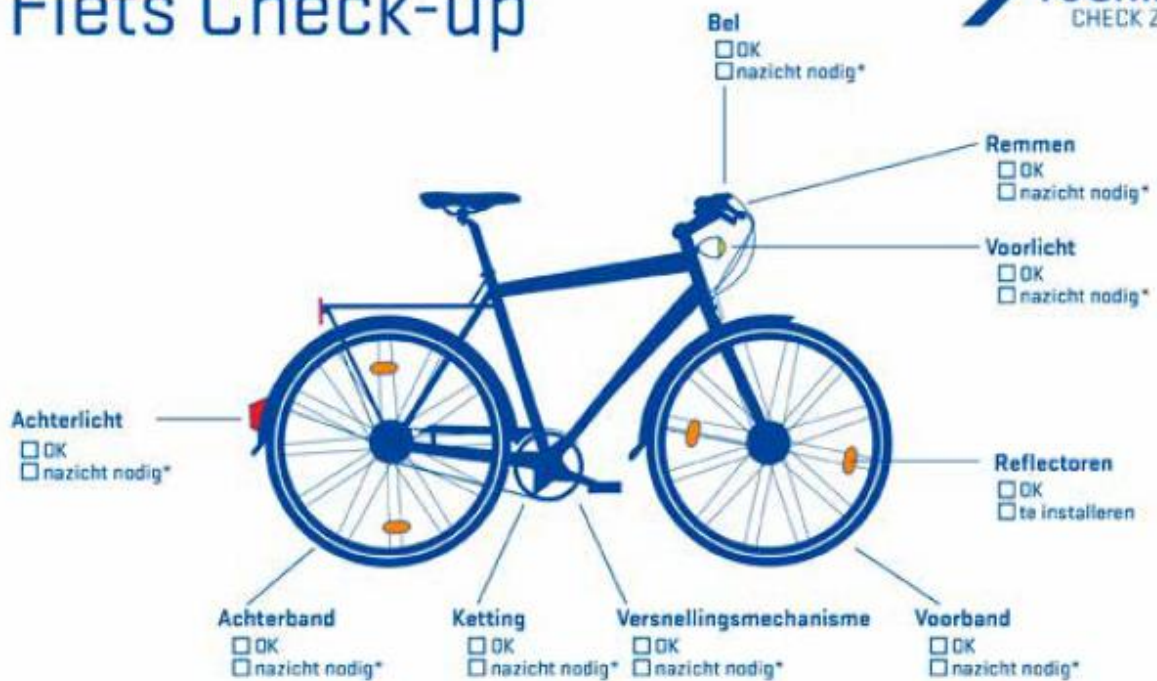 Fiets Check-up
CHECK
Bel
OK
nazicht nodig*
Remmen
OK
nazicht nodig*
Voorlicht
OK
nazicht nodig*
Achterlicht
OK
nazicht nodig*
Reflectoren
OK
te installeren
Achterband
OK
nazicht nodig*
Ketting
OK
nazicht nodig*
Versnellingsmechanisme
OK
nazicht nodig*
Voorband
OK
nazicht nodig*